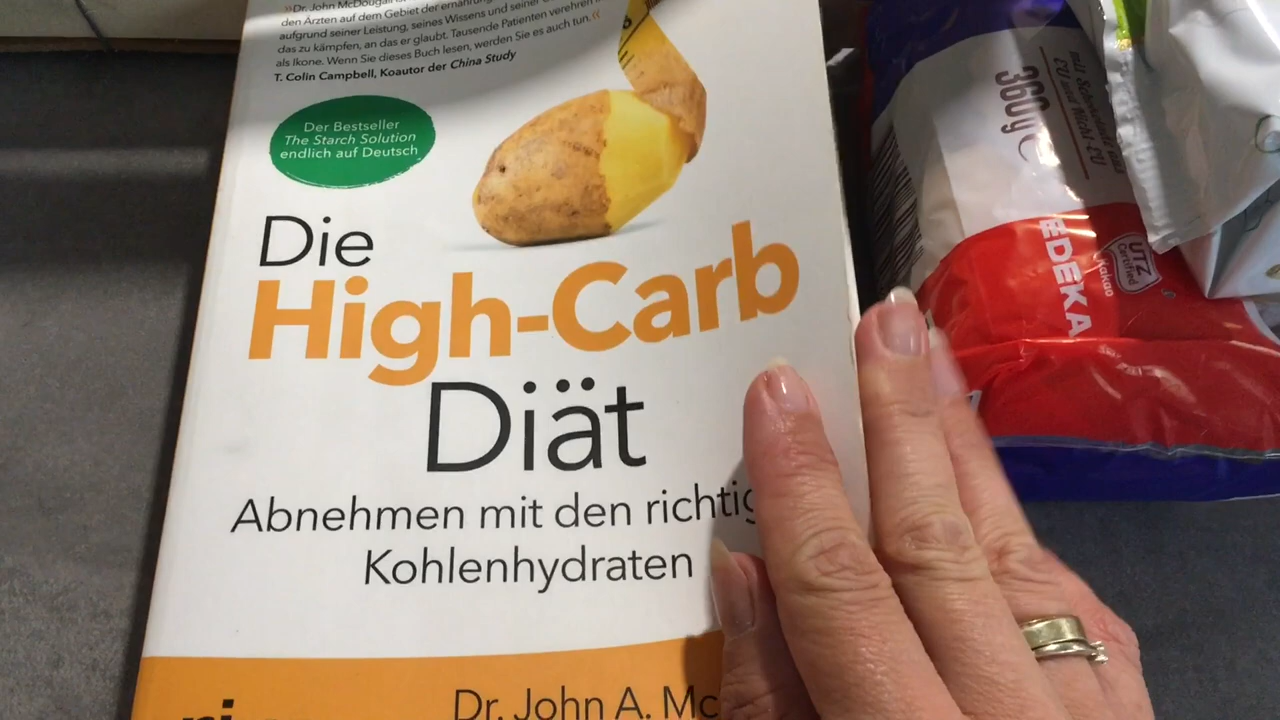 »Dr. John McDougall
den Ärzten auf dem Gebiet der ernährung
aufgrund seiner Leistung, seines Wissens und seiner
das zu kämpfen, an das er glaubt. Tausende Patienten verehren
als Ikone. Wenn Sie dieses Buch lesen, werden Sie es auch tun.«
T. Colin Campbell, Koautor der China Study
Der Bestseller
The Starch Solution
endlich auf Deutsch
Die
High-Carb
Diät
Abnehmen mit den richtig
Kohlenhydraten
Dr. John A. Mc
360g
EDEKA
UTZ
Certified
Kakao